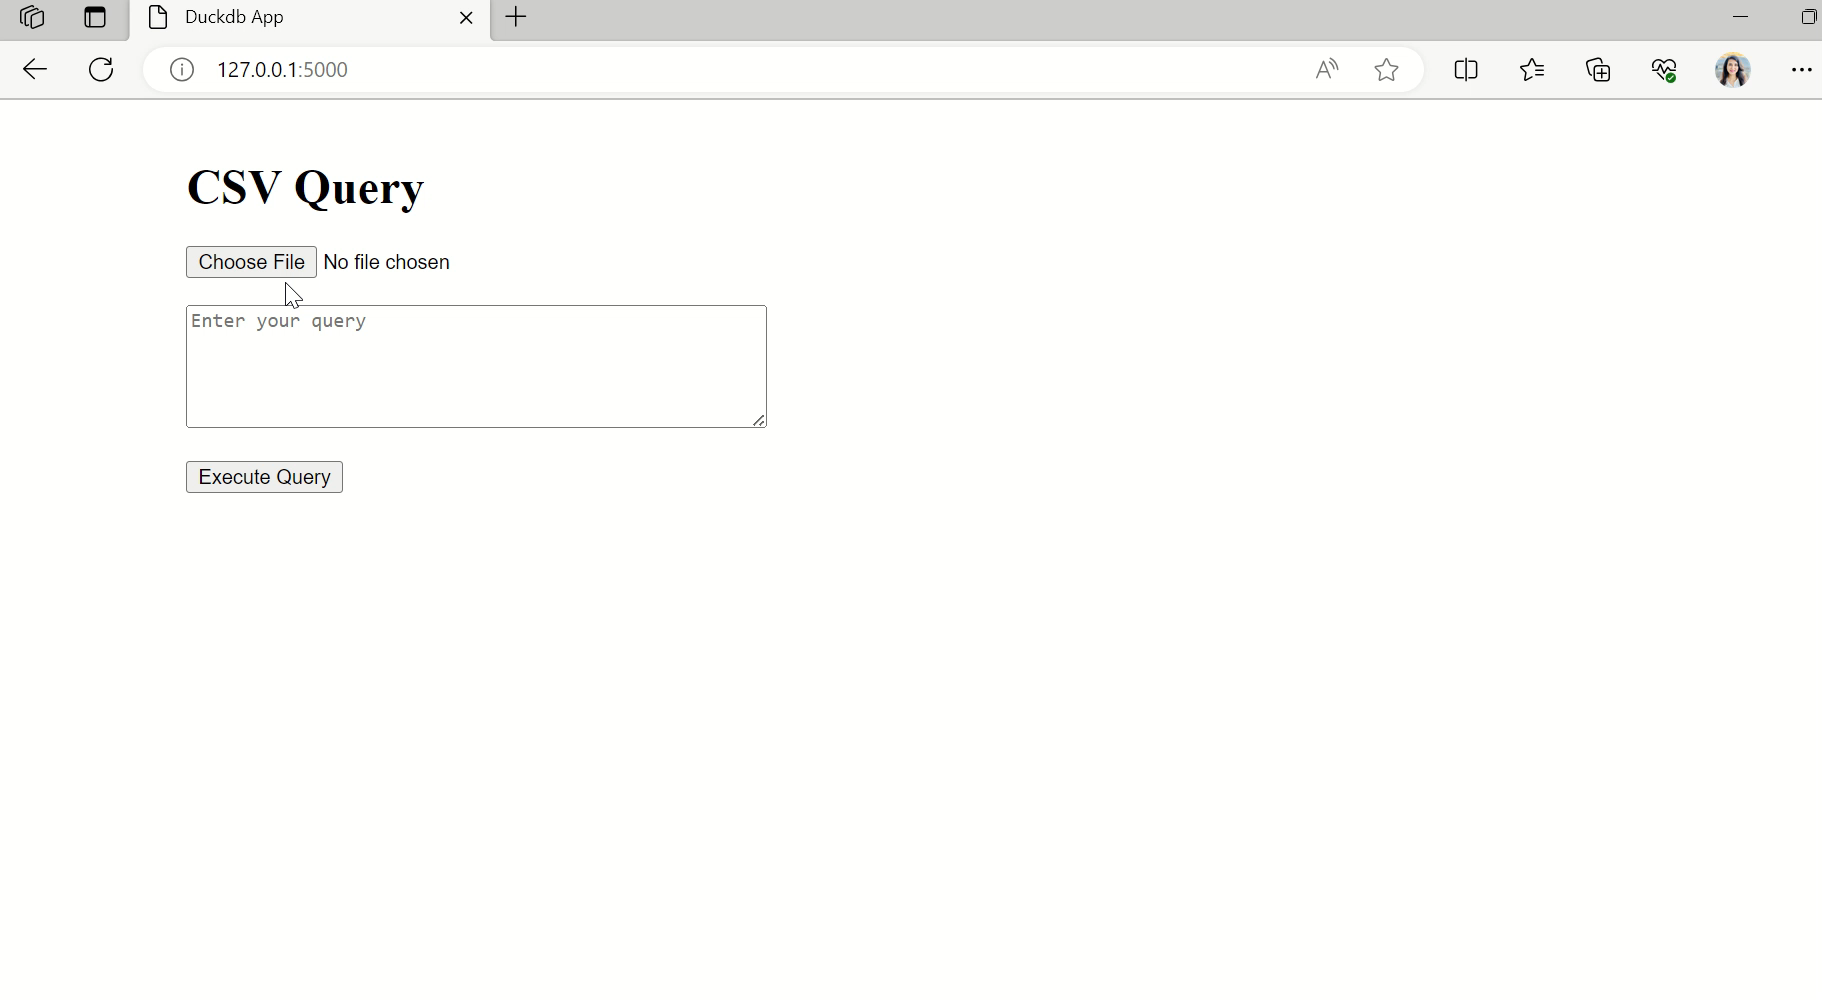 Duckdb App
127.0.0.1:5000
CSV Query
Choose File No file chosen
Enter your query
Execute Query